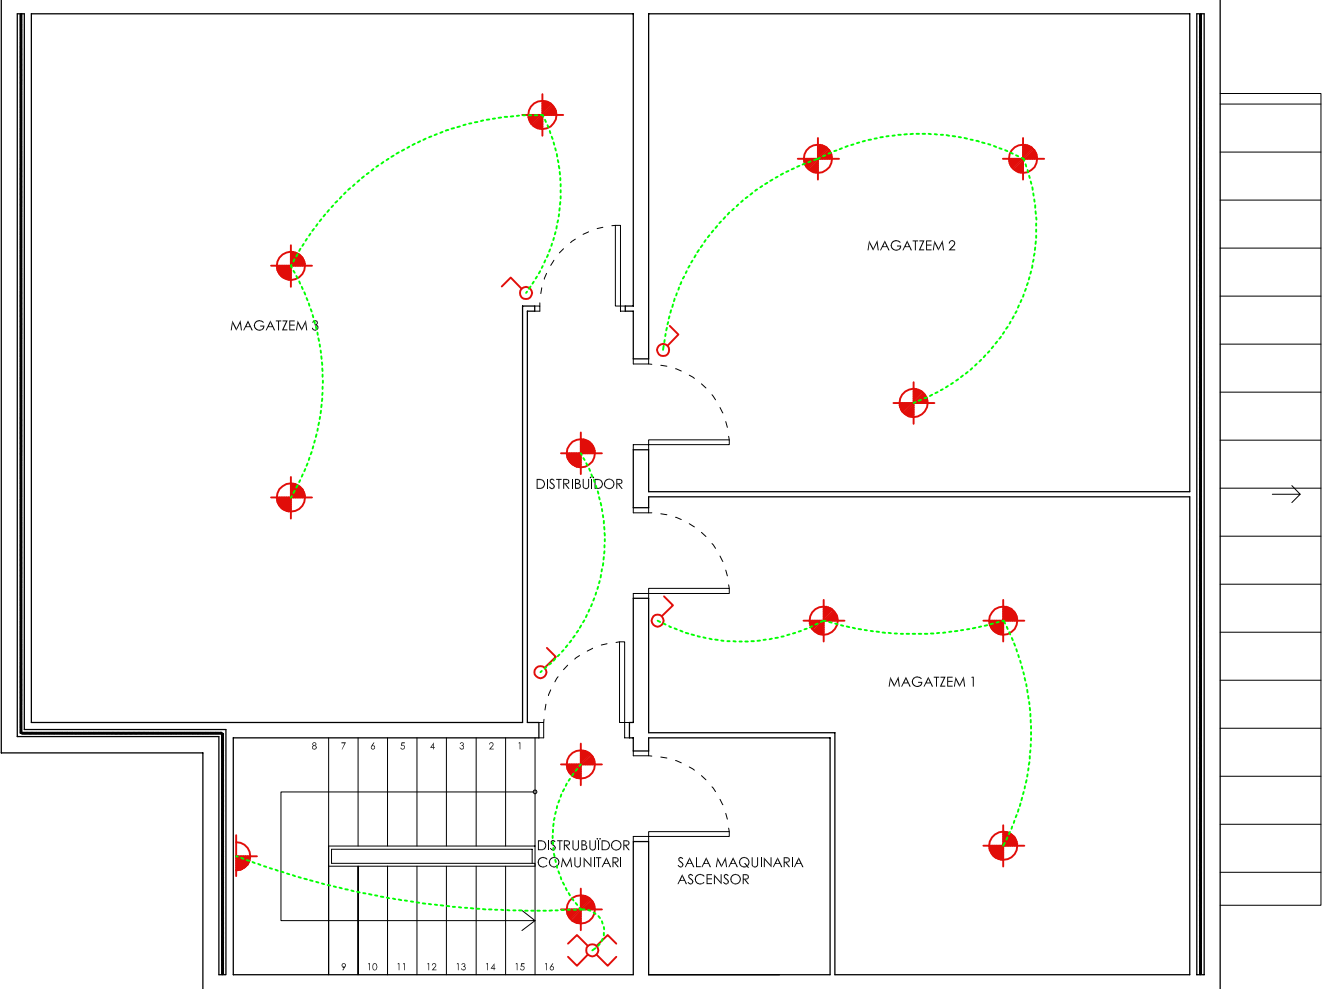 MAGATZEM 2
MAGATZEM 3
DISTRIBUÏDOR
MAGATZEM 1
8 7 6 5 4 3 2 1
DISTRUBUÏDOR
COMUNITARI
SALA MAQUINARIA
ASCENSOR
9 10 11 12 13 14 15 16